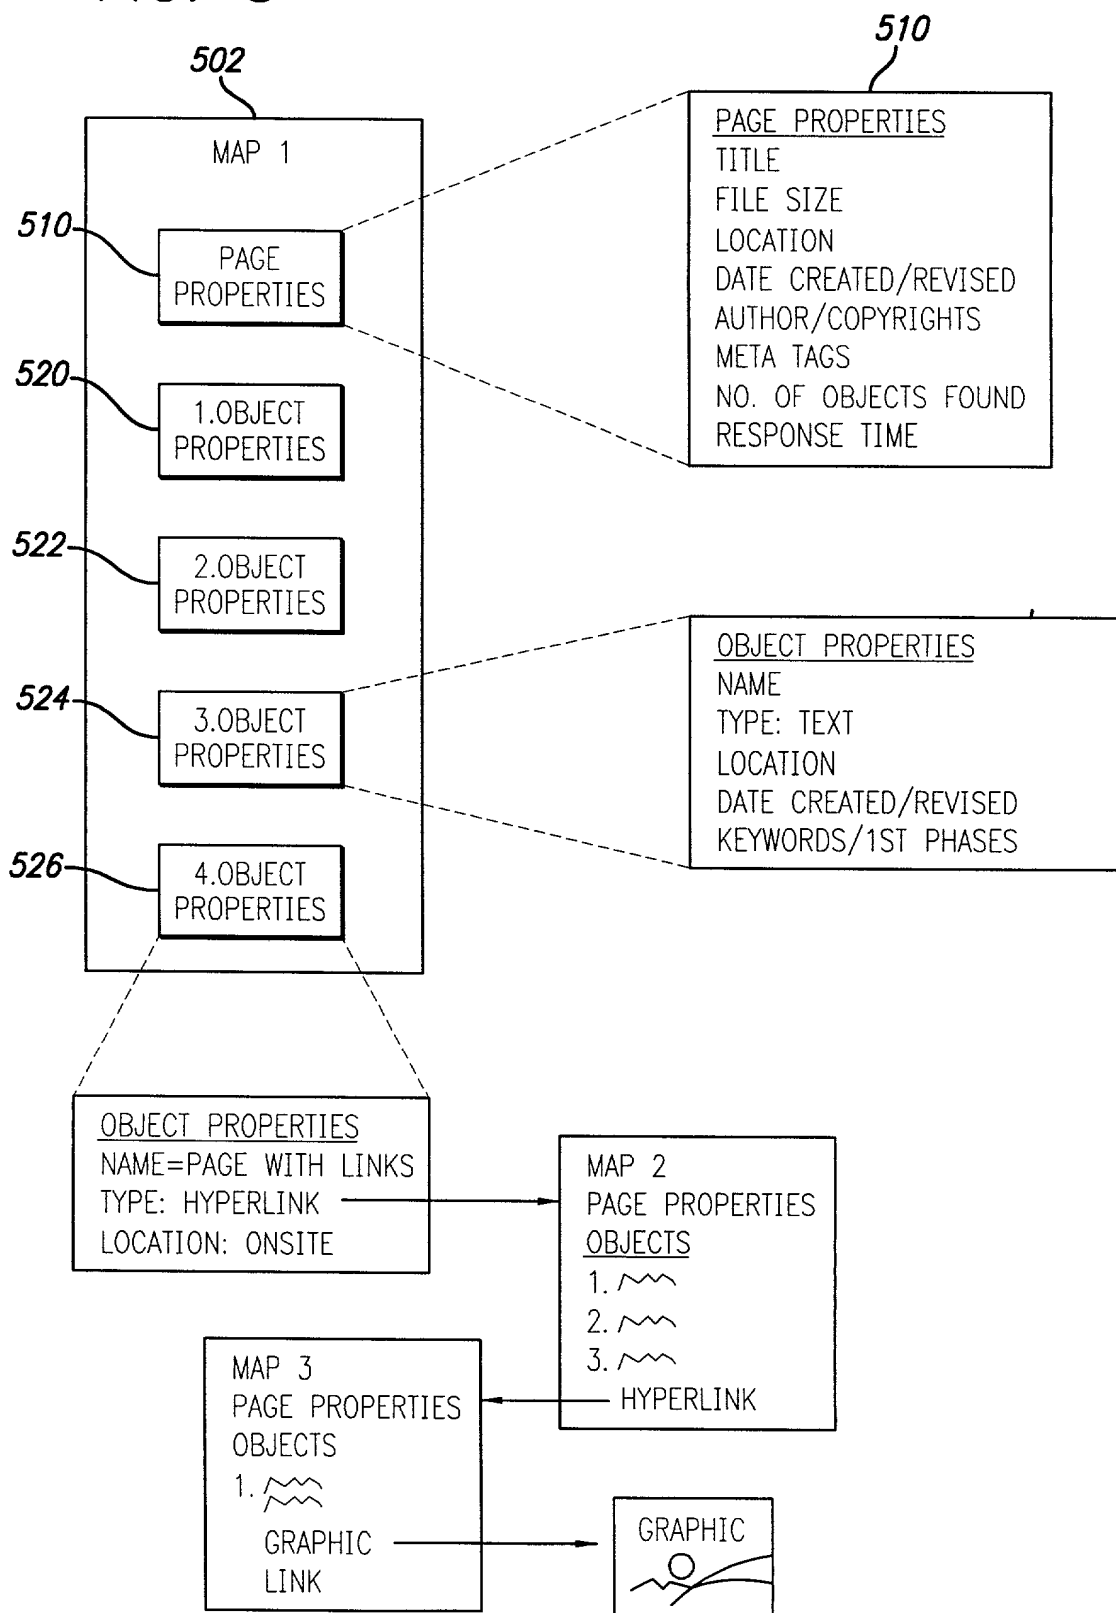 502
MAP 1
510
PAGE
PROPERTIES
520
1.OBJECT
PROPERTIES
522
2.OBJECT
PROPERTIES
524
3.OBJECT
PROPERTIES
526
4.OBJECT
PROPERTIES
510
PAGE PROPERTIES
TITLE
FILE SIZE
LOCATION
DATE CREATED/REVISED
AUTHOR/COPYRIGHTS
META TAGS
NO. OF OBJECTS FOUND
RESPONSE TIME
OBJECT PROPERTIES
NAME
TYPE: TEXT
LOCATION
DATE CREATED/REVISED
KEYWORDS/1ST PHASES
OBJECT PROPERTIES
NAME=PAGE WITH LINKS
TYPE: HYPERLINK
LOCATION: ONSITE
MAP 2
PAGE PROPERTIES
OBJECTS
1.
2.
3.
HYPERLINK
MAP 3
PAGE PROPERTIES
OBJECTS
1.
GRAPHIC
LINK
GRAPHIC